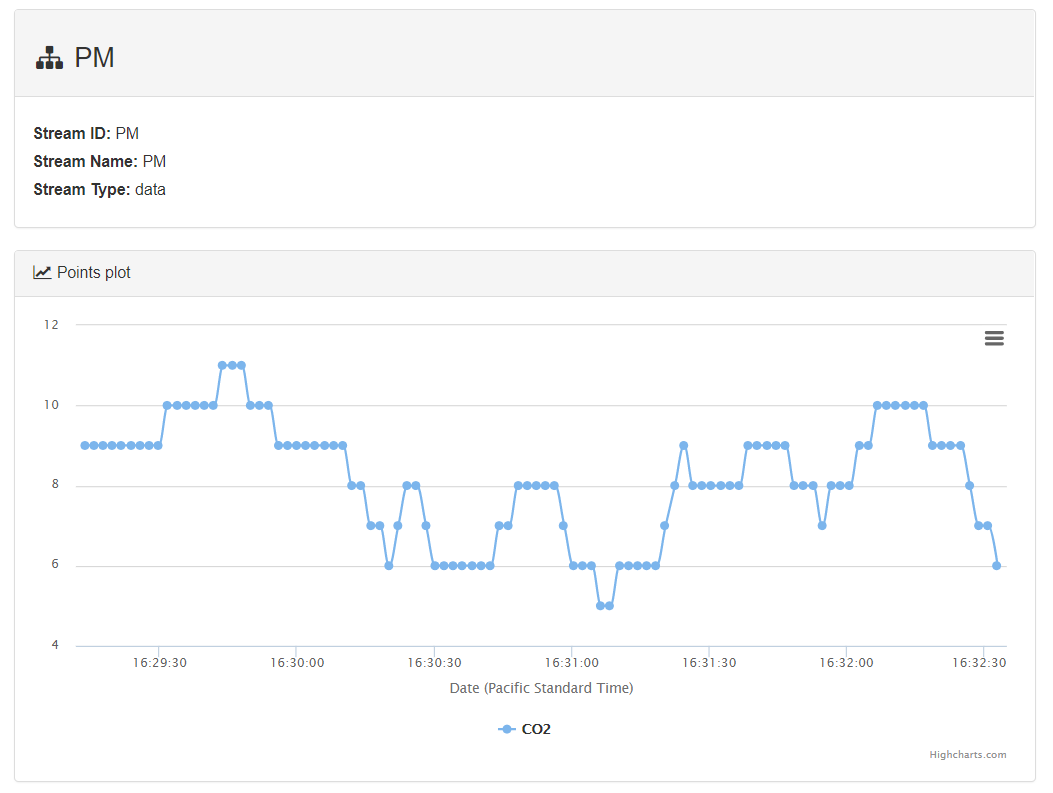 PM
Stream ID: PM
Stream Name: PM
Stream Type: data
Points plot
12
10
8
6
4
16:29:30 16:30:00 16:30:30 16:31:00 16:31:30 16:32:00 16:32:30
Date (Pacific Standard Time)
CO2
Highcharts.com